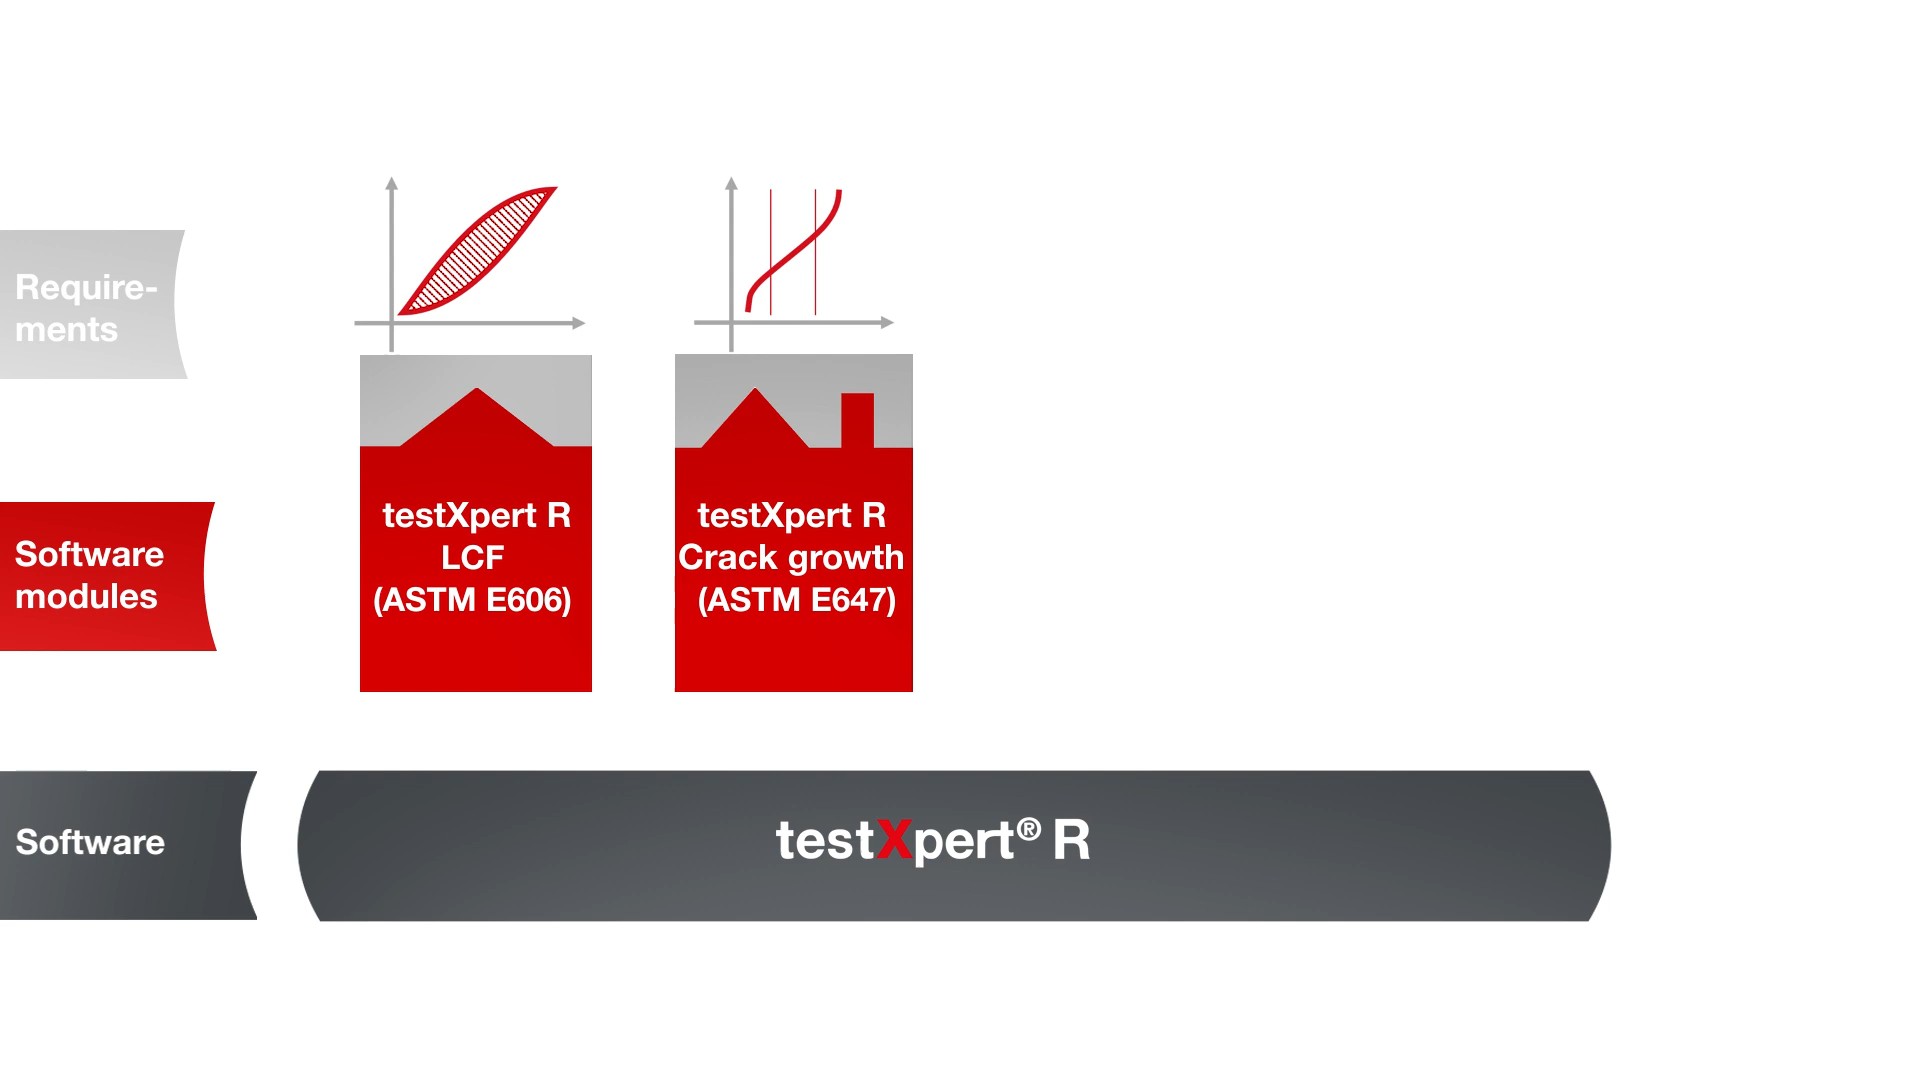 Require-
ments
Software
modules
testXpert R
LCF
(ASTM E606)
testXpert R
Crack growth
(ASTM E647)
Software
testXpert® R